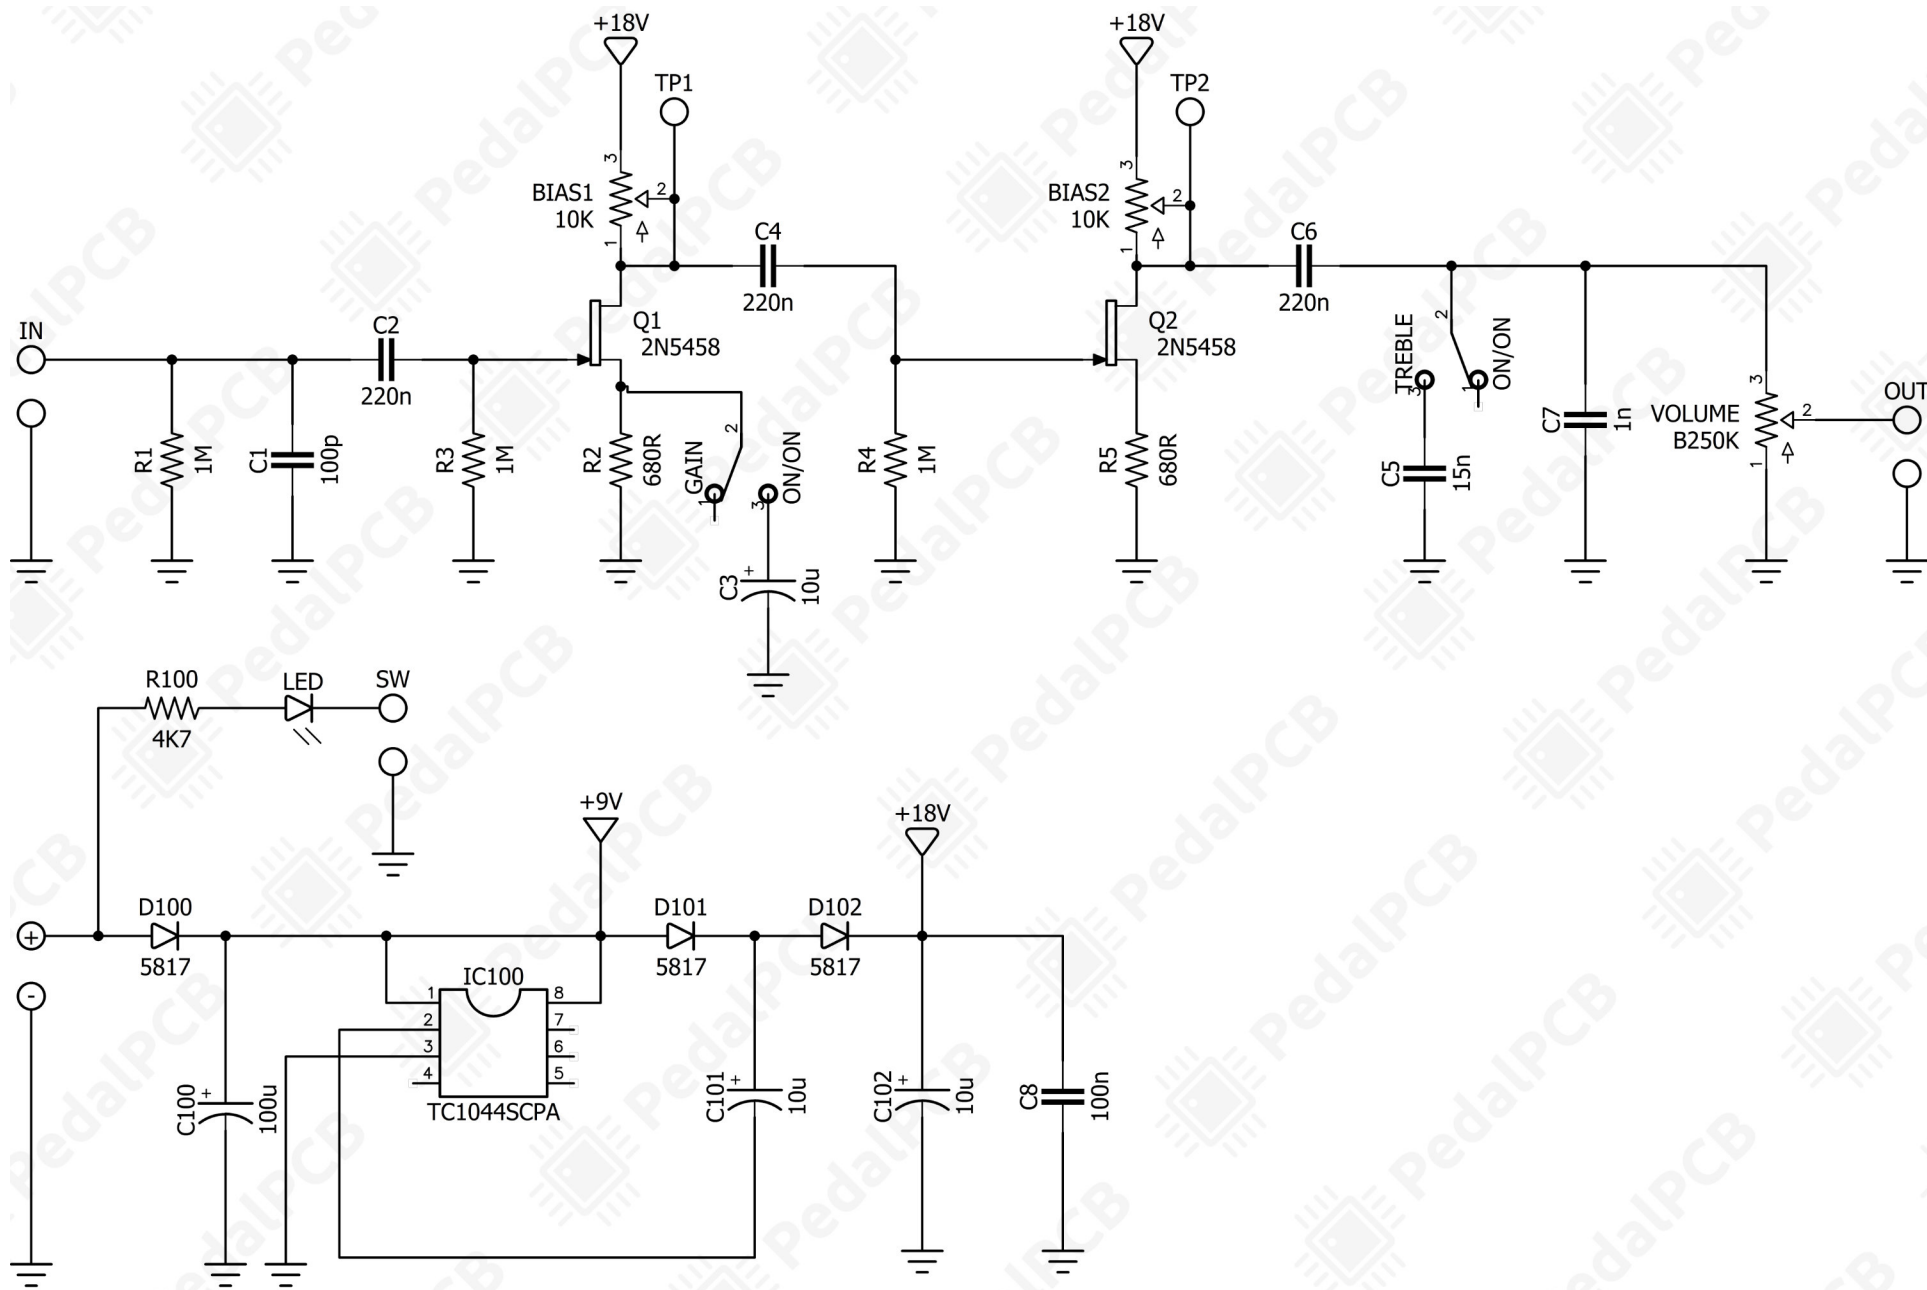 +18V
+18V
TP1
TP2
3
3
BIAS1
10K
2
1
BIAS2
10K
2
1
C4
220n
C6
220n
IN
C2
220n
Q1
2N5458
Q2
2N5458
2
TREBLE
ON/ON
3
1
3
VOLUME
B250K
2
1
OUT
R1
1M
C1
100p
R3
1M
R2
680R
GAIN
2
ON/ON
1
3
R4
1M
R5
680R
C5
15n
C7
1n
C3
+
10u
R100
4K7
LED
SW
+9V
+18V
+
D100
5817
D101
5817
D102
5817
-
IC100
1
2
3
4
8
7
6
5
TC1044SCPA
C100
+
100u
C101
+
10u
C102
+
10u
C8
100n
PedalPCB